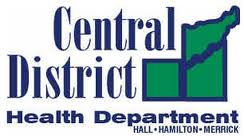 Central
District
Health Department
HALL • HAMILTON • MERRICK